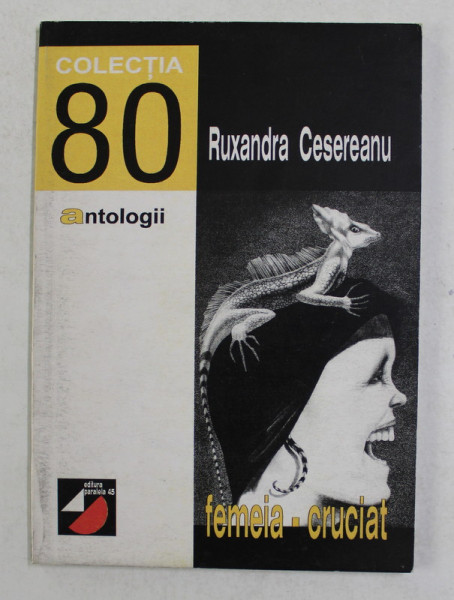 COLECȚIA
80
antologii
Ruxandra Cesereanu
editura
paralela 45
femeia - cruciat